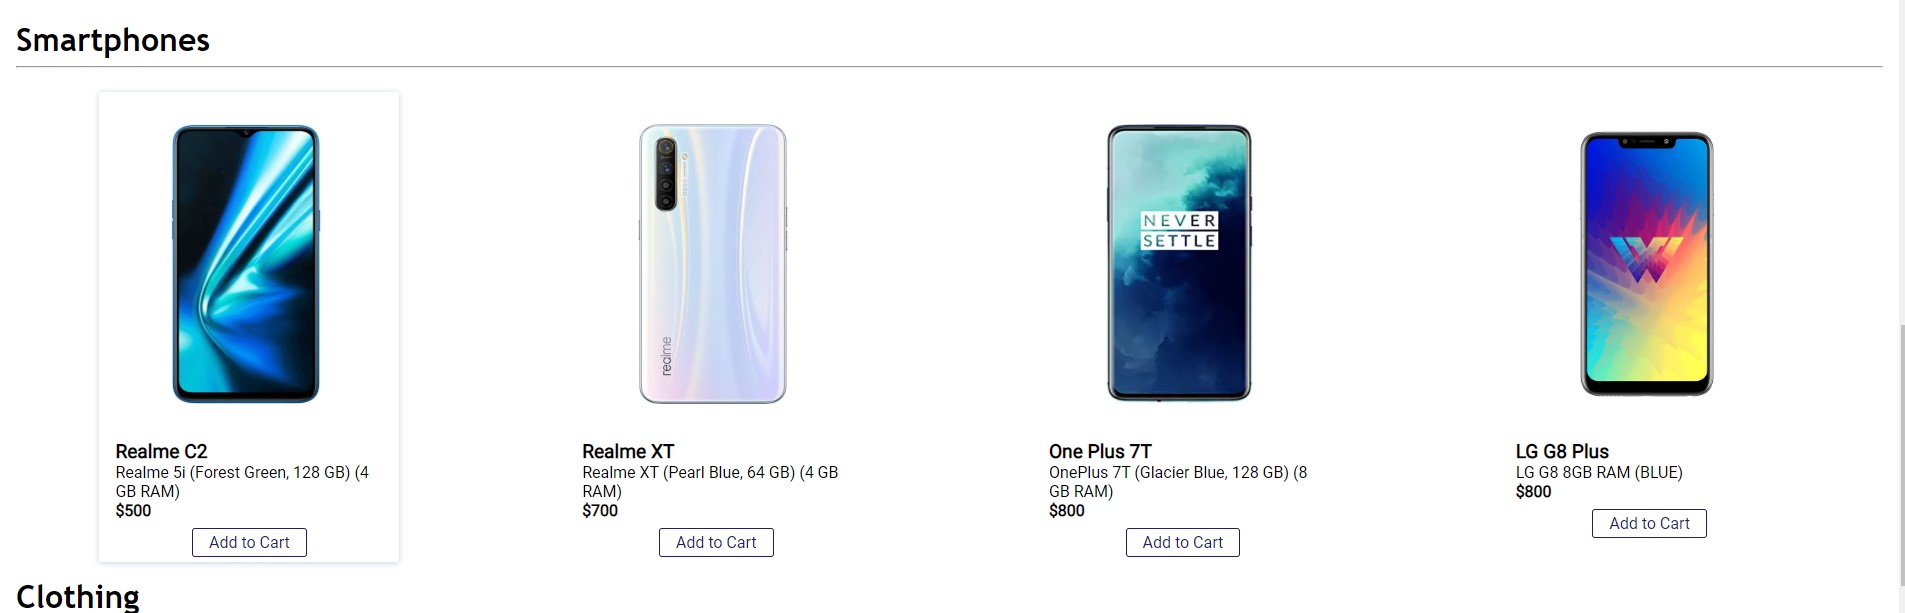 Smartphones
realme
NEVER
SETTLE
Realme C2
Realme 5i (Forest Green, 128 GB) (4
GB RAM)
$500
Add to Cart
Realme XT
Realme XT (Pearl Blue, 64 GB) (4 GB
RAM)
$700
Add to Cart
One Plus 7T
OnePlus 7T (Glacier Blue, 128 GB) (8
GB RAM)
$800
Add to Cart
LG G8 Plus
LG G8 8GB RAM (BLUE)
$800
Add to Cart
Clothing